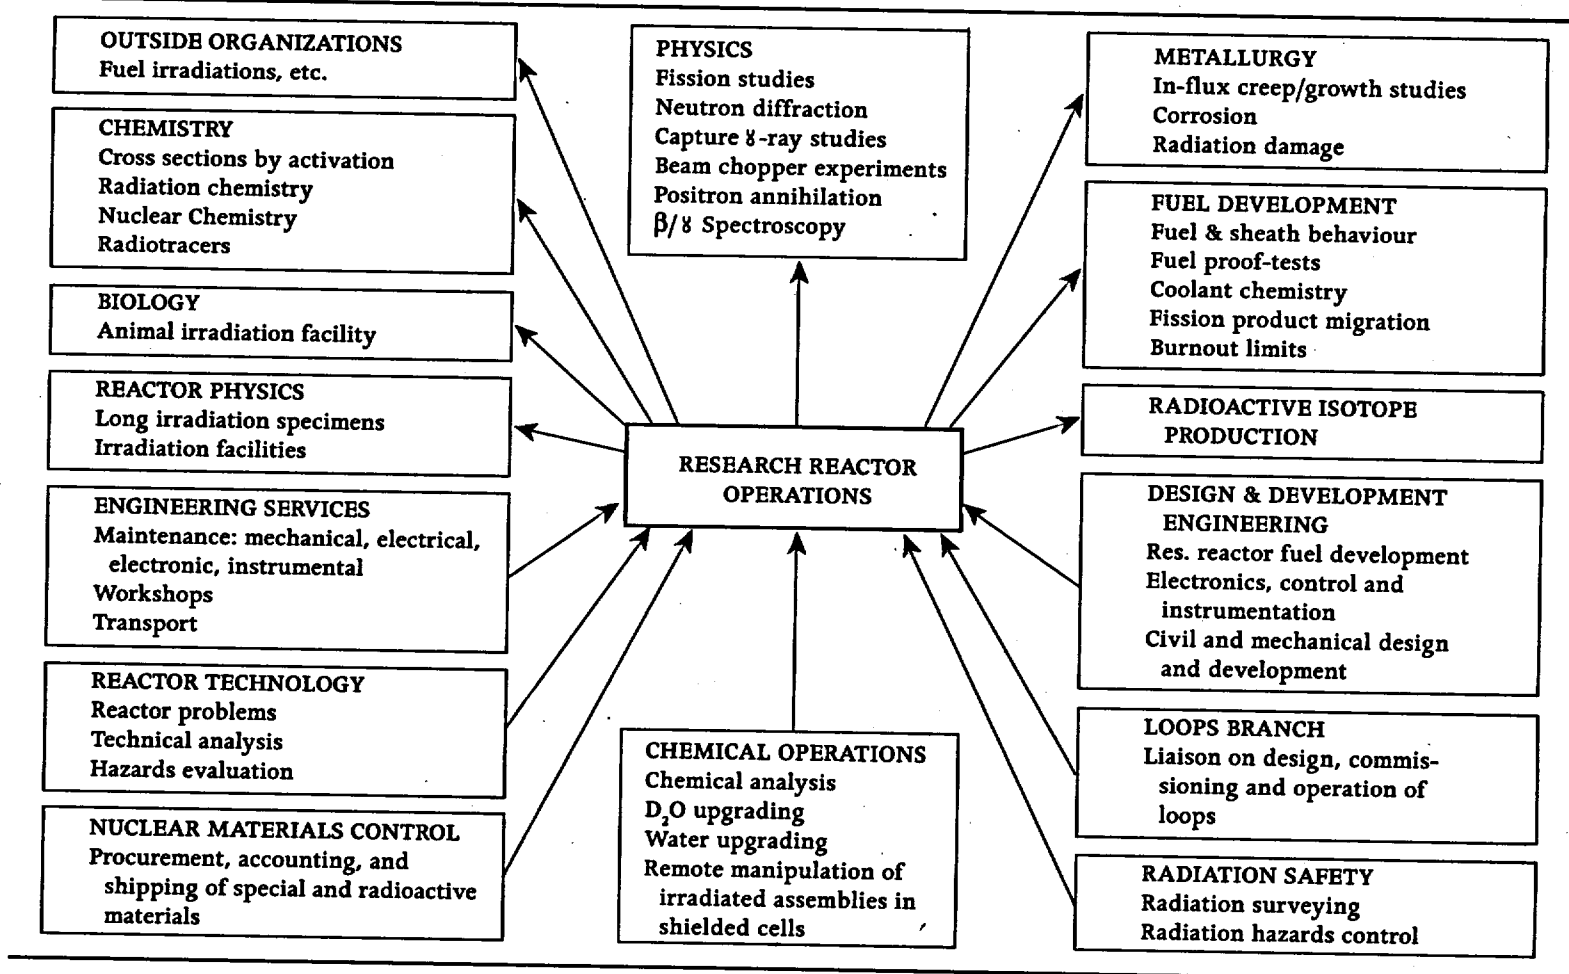 OUTSIDE ORGANIZATIONS
Fuel irradiations, etc.
CHEMISTRY
Cross sections by activation
Radiation chemistry
Nuclear Chemistry
Radiotracers
BIOLOGY
Animal irradiation facility
REACTOR PHYSICS
Long irradiation specimens
Irradiation facilities
ENGINEERING SERVICES
Maintenance: mechanical, electrical,
electronic, instrumental
Workshops
Transport
REACTOR TECHNOLOGY
Reactor problems
Technical analysis
Hazards evaluation
NUCLEAR MATERIALS CONTROL
Procurement, accounting, and
shipping of special and radioactive
materials
PHYSICS
Fission studies
Neutron diffraction
Capture ɣ-ray studies
Beam chopper experiments
Positron annihilation
β/ɣ Spectroscopy
RESEARCH REACTOR
OPERATIONS
CHEMICAL OPERATIONS
Chemical analysis
D₂O upgrading
Water upgrading
Remote manipulation of
irradiated assemblies in
shielded cells
METALLURGY
In-flux creep/growth studies
Corrosion
Radiation damage
FUEL DEVELOPMENT
Fuel & sheath behaviour
Fuel proof-tests
Coolant chemistry
Fission product migration
Burnout limits
RADIOACTIVE ISOTOPE
PRODUCTION
DESIGN & DEVELOPMENT
ENGINEERING
Res. reactor fuel development
Electronics, control and
instrumentation
Civil and mechanical design
and development
LOOPS BRANCH
Liaison on design, commis-
sioning and operation of
loops
RADIATION SAFETY
Radiation surveying
Radiation hazards control